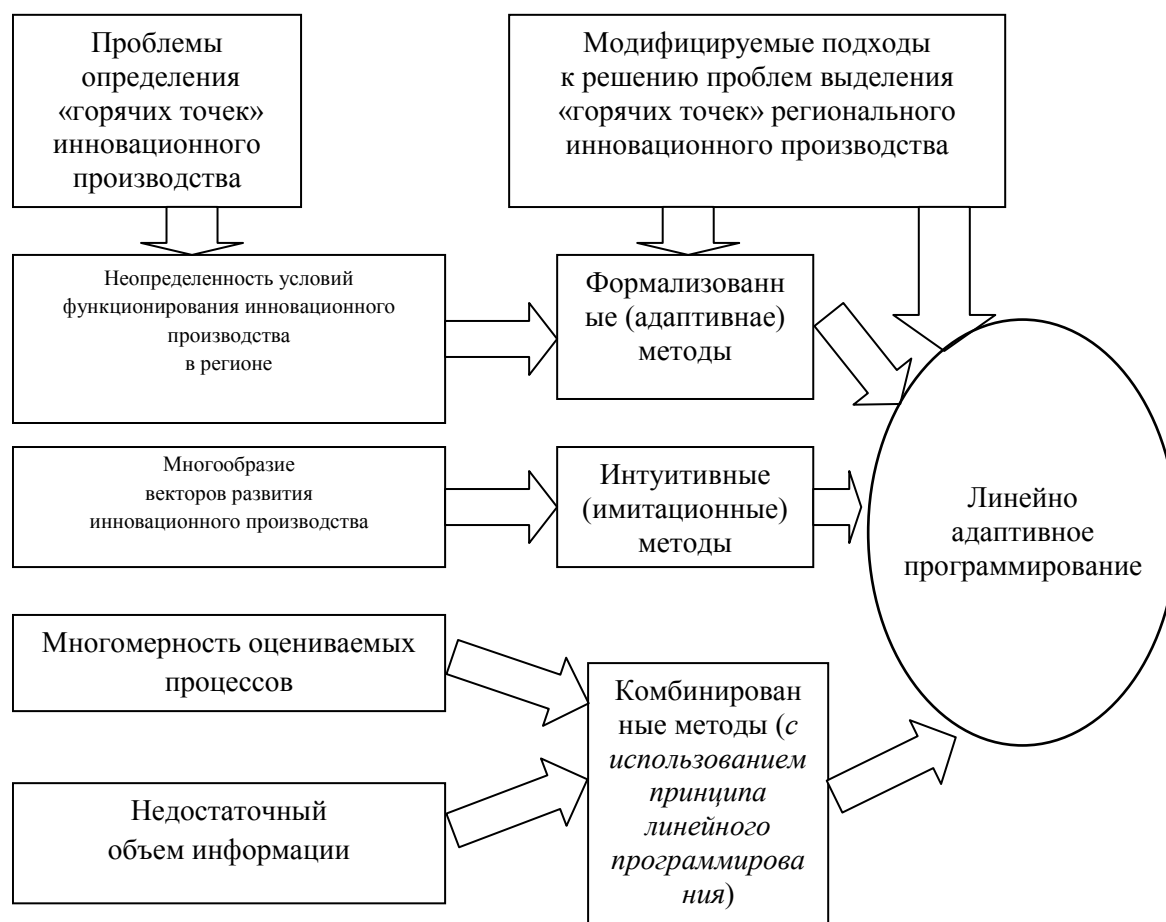 Проблемы
определения
«горячих точек»
инновационного
производства
Модифицируемые подходы
к решению проблем выделения
«горячих точек» регионального
инновационного производства
Неопределенность условий
функционирования инновационного
производства
в регионе
Формализованн
ые (адаптивнае)
методы
Многообразие
векторов развития
инновационного производства
Интуитивные
(имитационные)
методы
Линейно
адаптивное
программирование
Многомерность оцениваемых
процессов
Недостаточный
объем информации
Комбинирован
ные методы (с
использованием
принципа
линейного
программирова
ния)